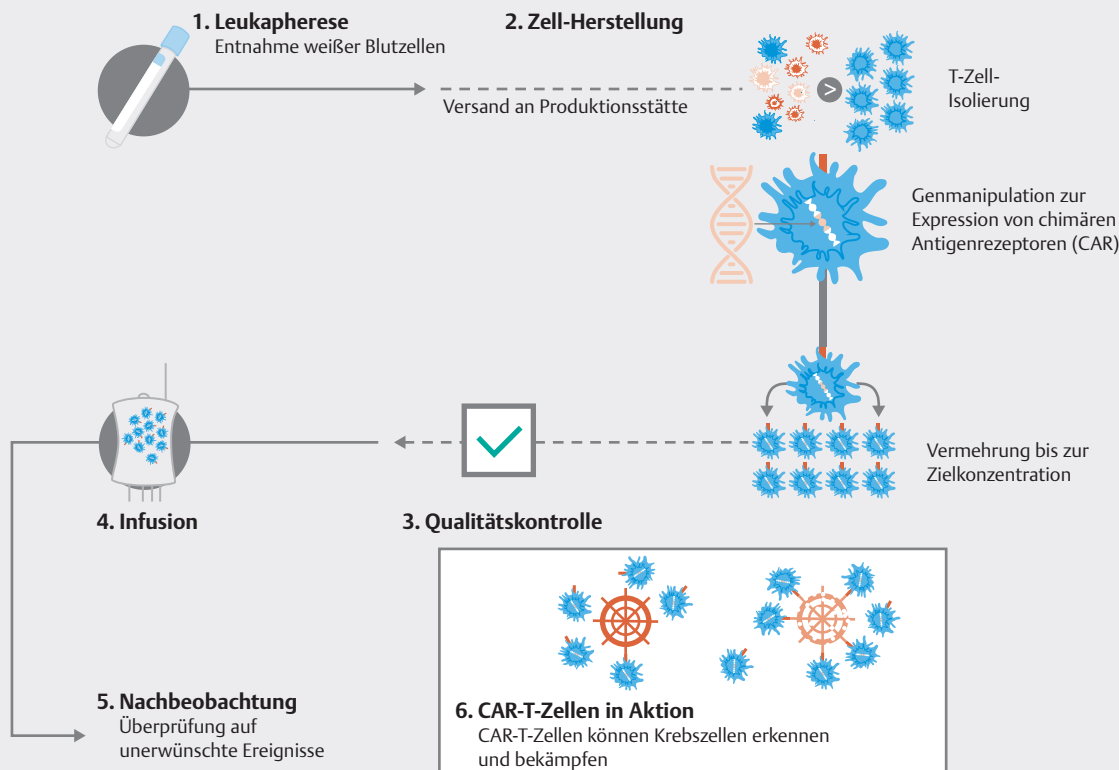 1. Leukapherese
Entnahme weißer Blutzellen
2. Zell-Herstellung
Versand an Produktionsstätte
>
T-Zell-
Isolierung
Genmanipulation zur
Expression von chimären
Antigenrezeptoren (CAR)
Vermehrung bis zur
Zielkonzentration
3. Qualitätskontrolle
4. Infusion
5. Nachbeobachtung
Überprüfung auf
unerwünschte Ereignisse
6. CAR-T-Zellen in Aktion
CAR-T-Zellen können Krebszellen erkennen
und bekämpfen